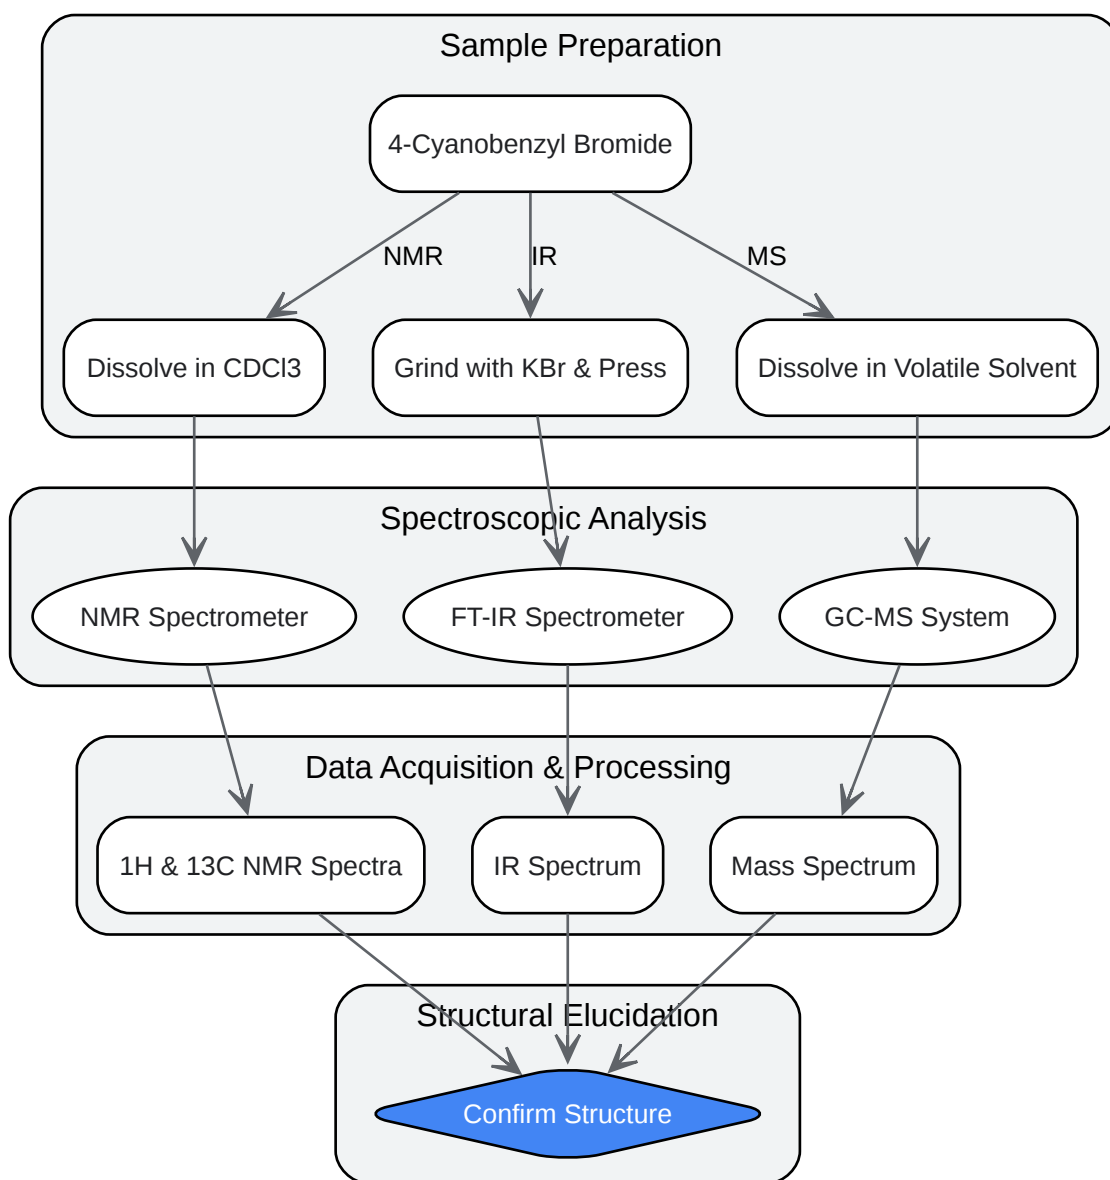 Sample Preparation
4-Cyanobenzyl Bromide
NMR
IR
MS
Dissolve in CDCl3
Grind with KBr & Press
Dissolve in Volatile Solvent
Spectroscopic Analysis
NMR Spectrometer
FT-IR Spectrometer
GC-MS System
Data Acquisition & Processing
1H & 13C NMR Spectra
IR Spectrum
Mass Spectrum
Structural Elucidation
Confirm Structure